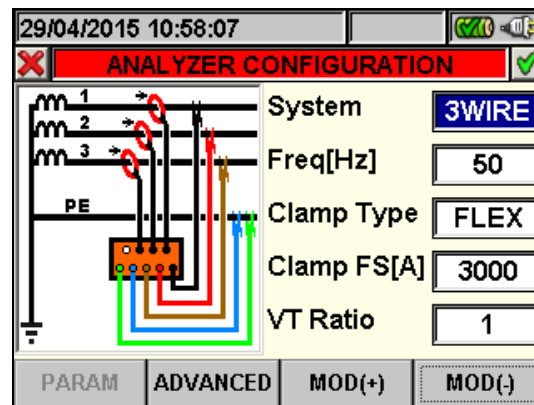 29/04/2015 10:58:07
ANALYZER CONFIGURATION
1
2
3
PE
System 3WIRE
Freq[Hz] 50
Clamp Type FLEX
Clamp FS[A] 3000
VT Ratio 1
PARAM ADVANCED MOD(+) MOD(-)